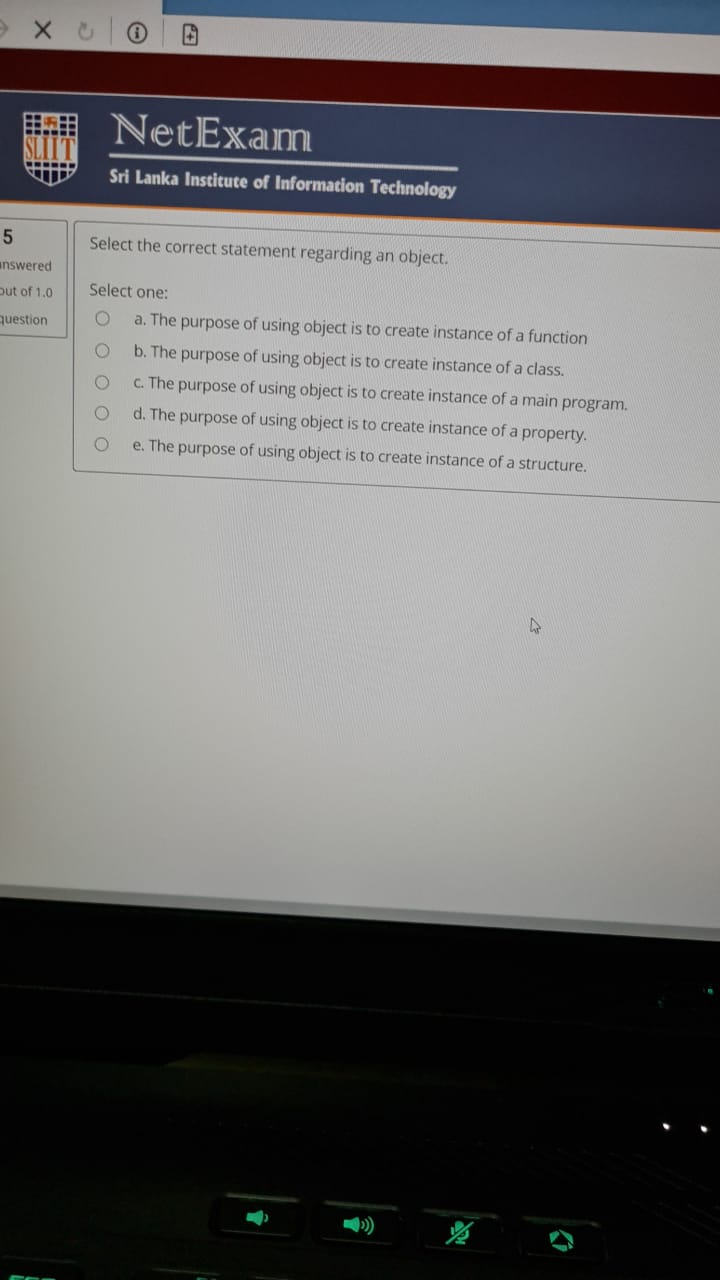 SLIIT
NetExam
Sri Lanka Institute of Information Technology
5
nswered
out of 1.0
question
Select the correct statement regarding an object.
Select one:
a. The purpose of using object is to create instance of a function
b. The purpose of using object is to create instance of a class.
c. The purpose of using object is to create instance of a main program.
d. The purpose of using object is to create instance of a property.
e. The purpose of using object is to create instance of a structure.